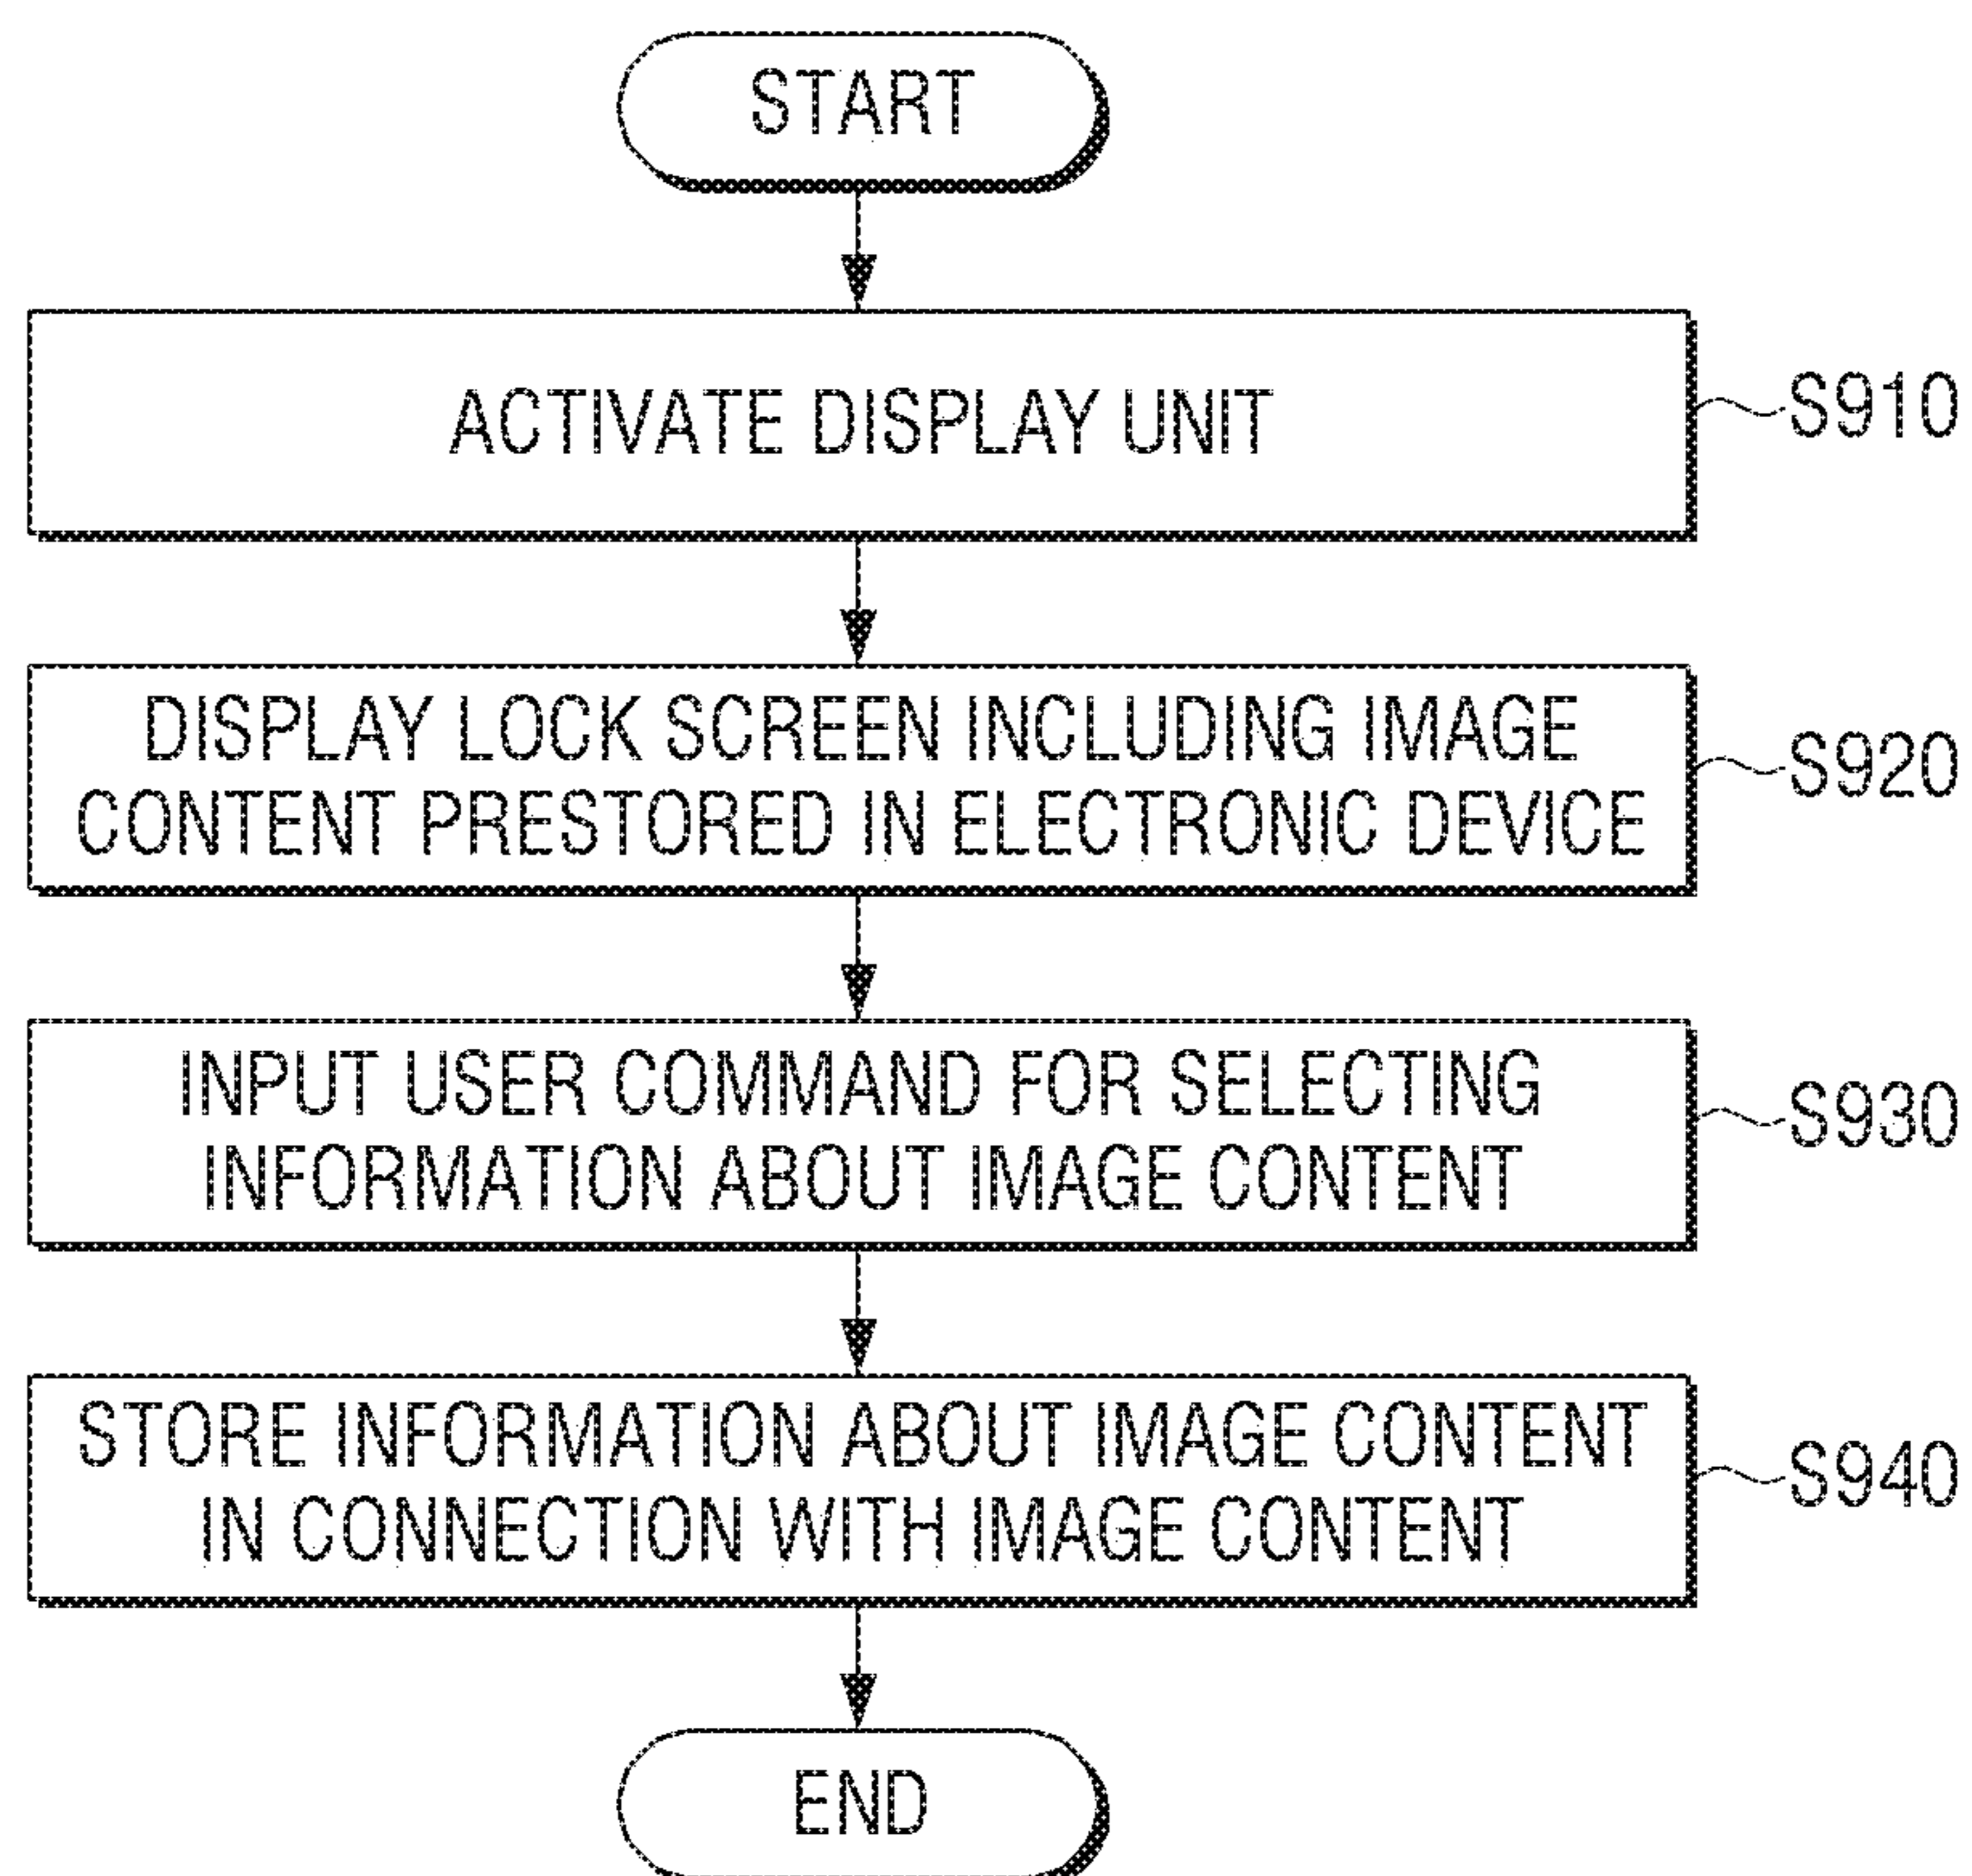 START
ACTIVATE DISPLAY UNIT
S910
DISPLAY LOCK SCREEN INCLUDING IMAGE
CONTENT PRESTORED IN ELECTRONIC DEVICE
S920
INPUT USER COMMAND FOR SELECTING
INFORMATION ABOUT IMAGE CONTENT
S930
STORE INFORMATION ABOUT IMAGE CONTENT
IN CONNECTION WITH IMAGE CONTENT
S940
END